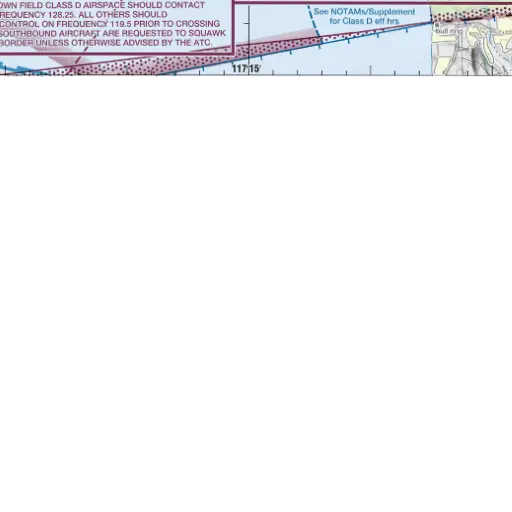 OWN FIELD CLASS D AIRSPACE SHOULD CONTACT
REQUENCY 128.25. ALL OTHERS SHOULD
CONTROL ON FREQUENCY 119.5 PRIOR TO CROSSING
SOUTHBOUND AIRCRAFT ARE REQUESTED TO SQUAWK
BORDER UNLESS OTHERWISE ADVISED BY THE ATC.
See NOTAMs/Supplement
for Class D eff hrs
bull ring
117°15'